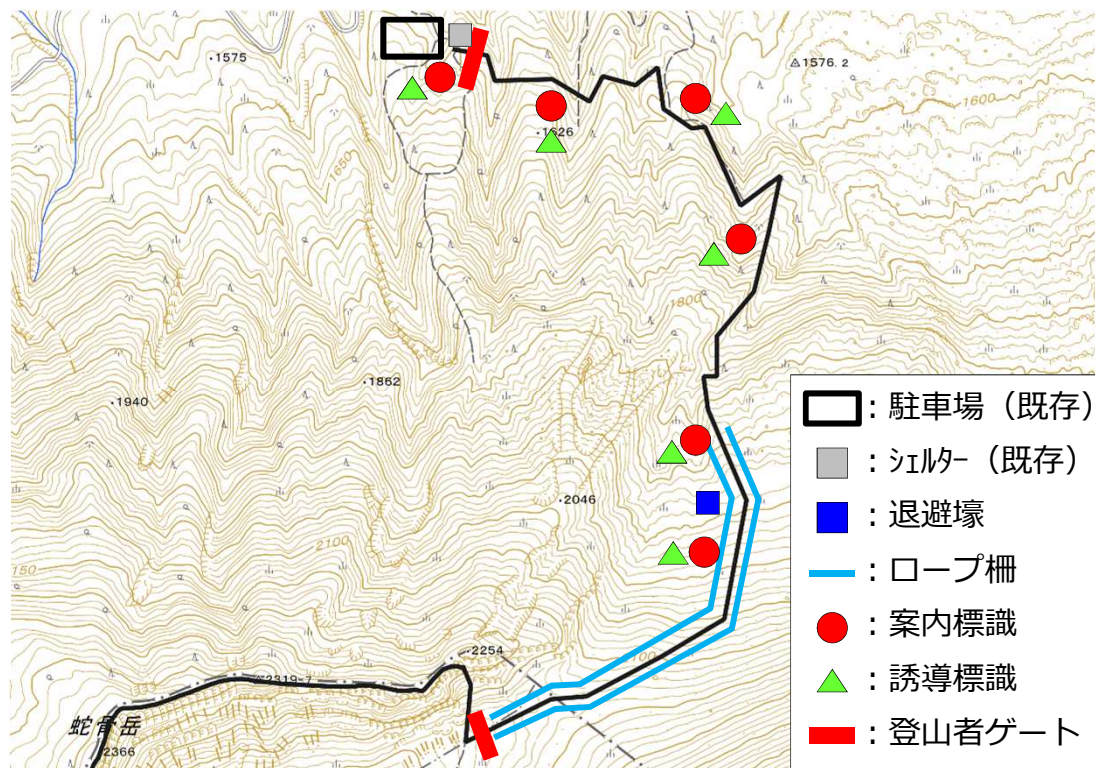 ・1575
△1576.2
1600
・1626
1650
1800
・1862
・1940
・2046
2100
150
2100
・2254
・2319-7
蛇骨岳
・2366
：駐車場（既存）
：ｼｪﾙﾀｰ（既存）
：退避壕
：ロープ柵
：案内標識
：誘導標識
：登山者ゲート